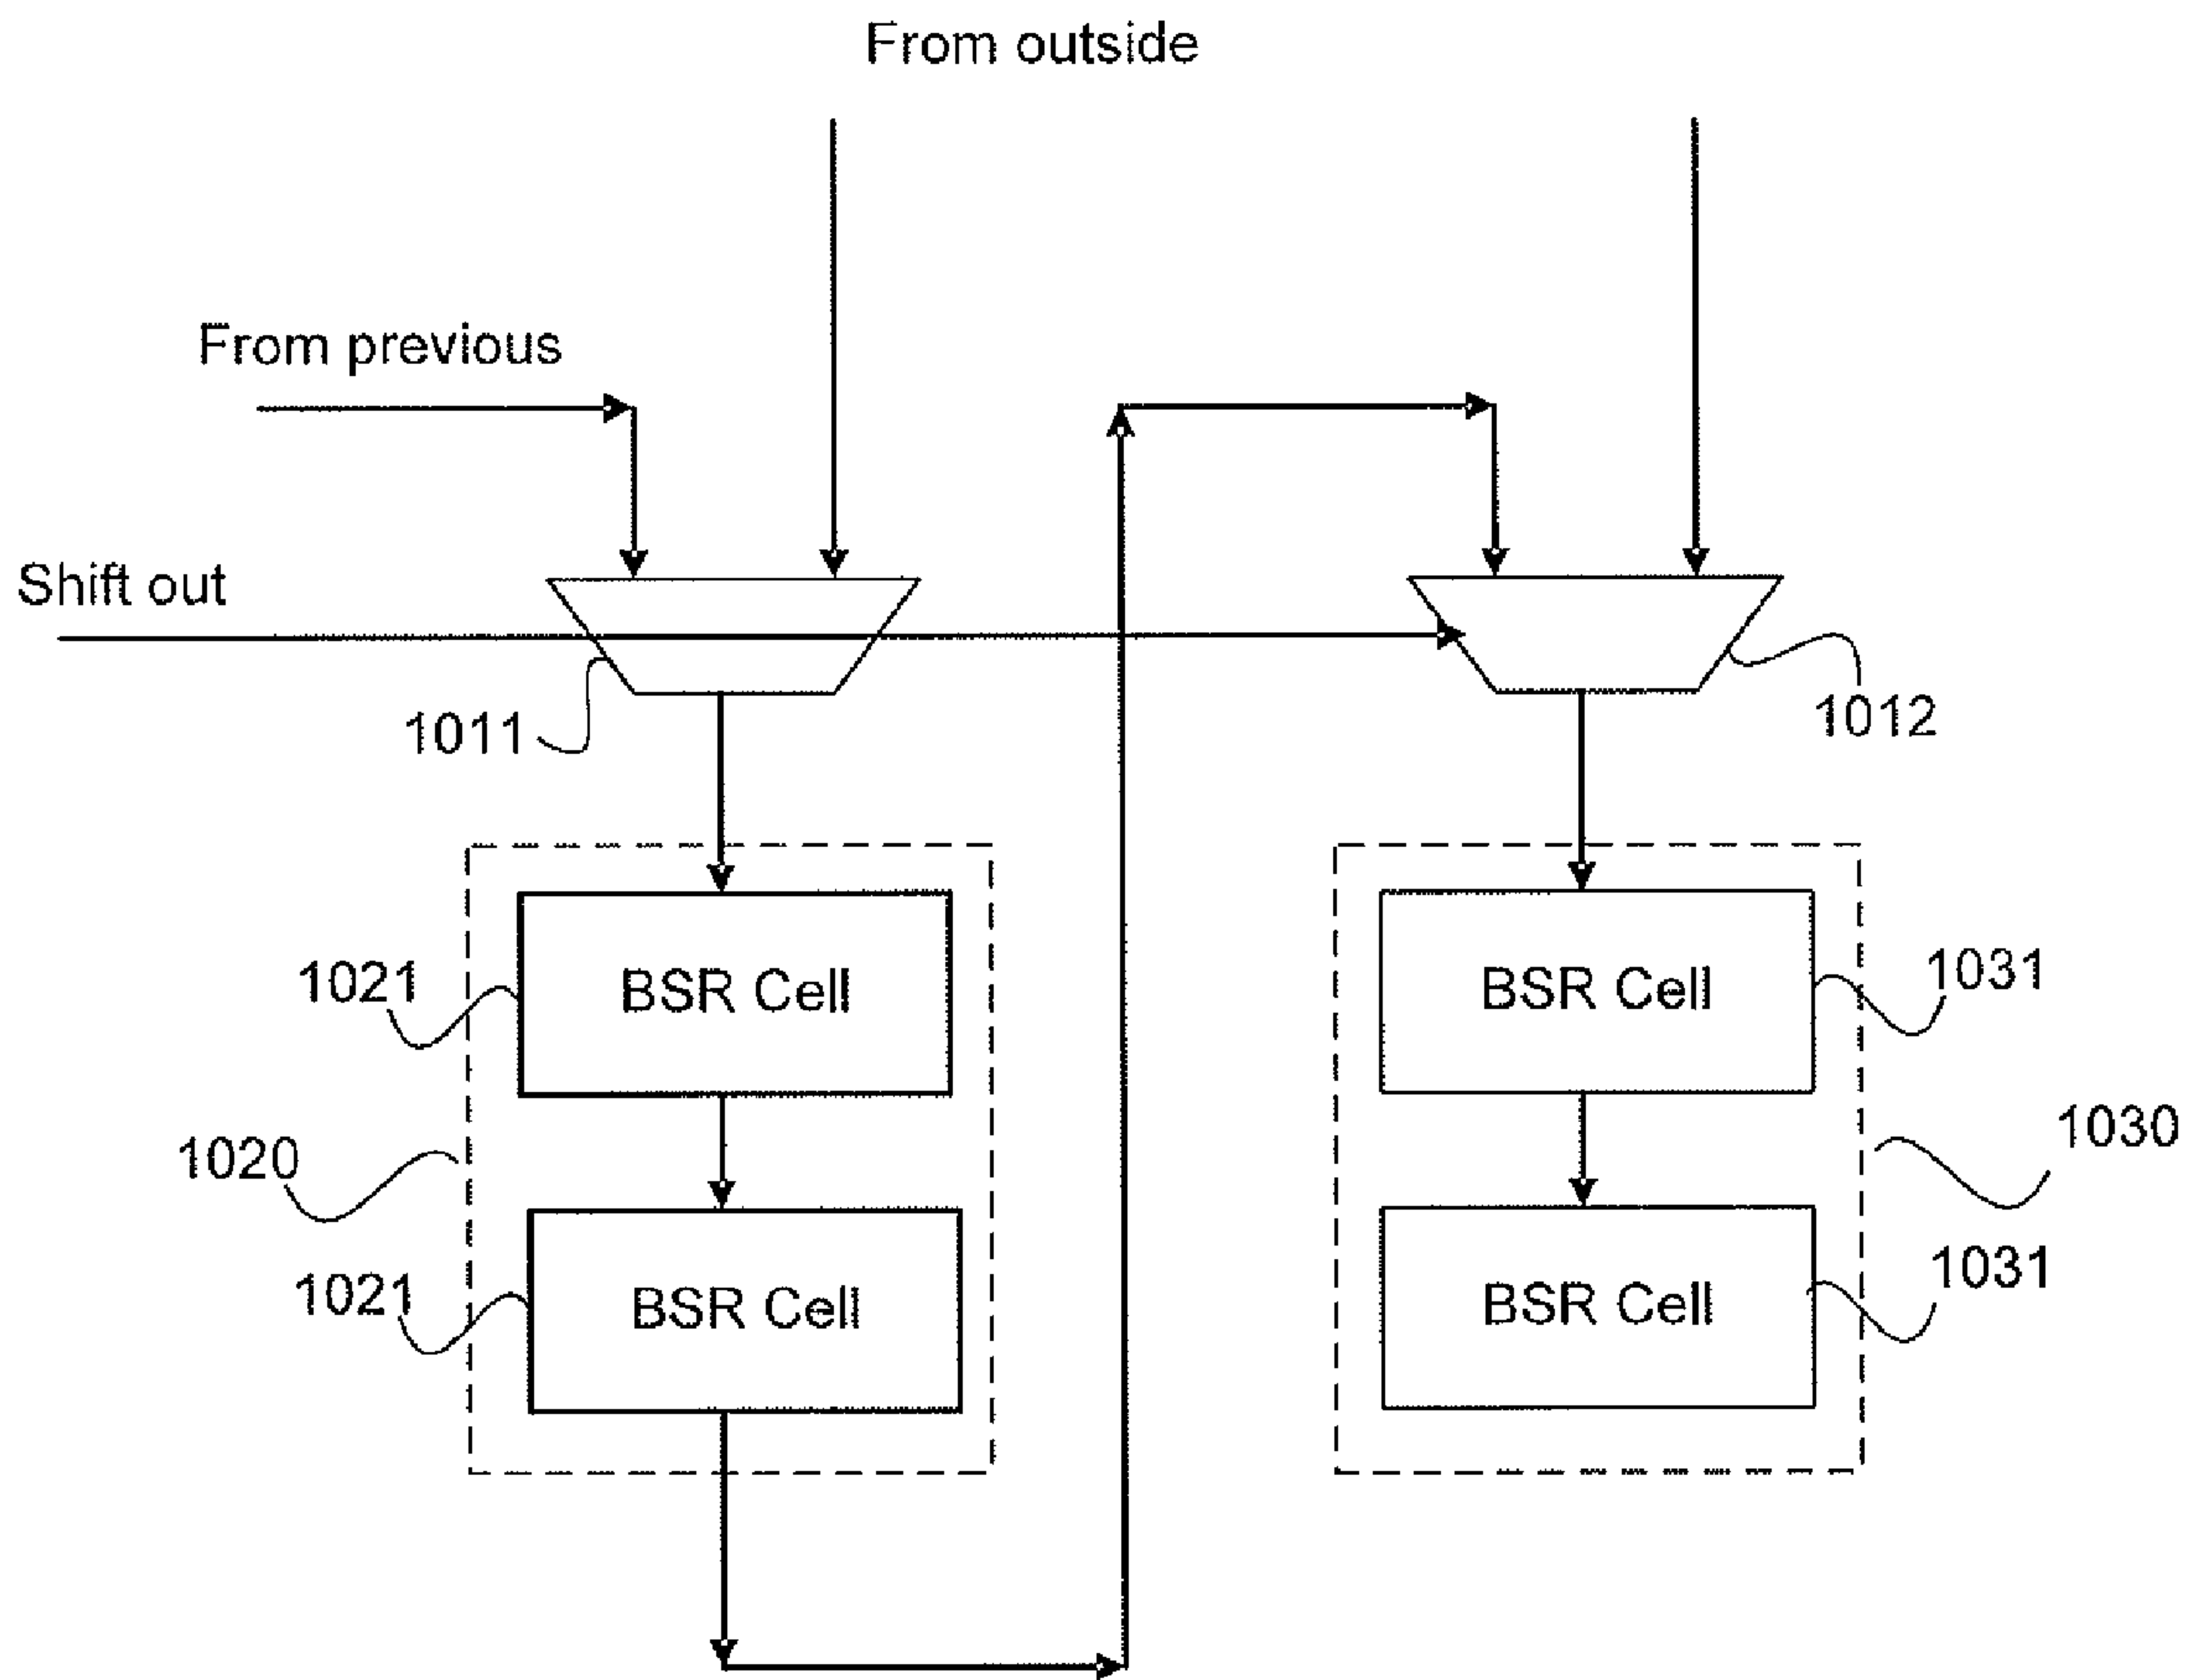 From outside
From previous
Shift out
1011
1012
1021
BSR Cell
BSR Cell
1031
1020
1030
1021
BSR Cell
BSR Cell
1031